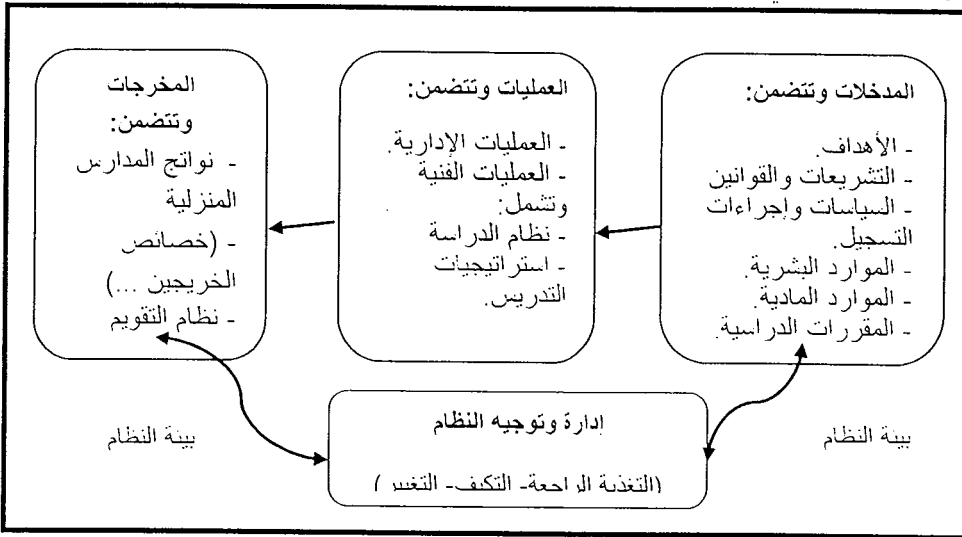 المدخلات وتتضمن:
- الأهداف.
- التشريعات والقوانين
- السياسات وإجراءات
التسجيل.
- الموارد البشرية.
- الموارد المادية.
- المقررات الدراسية.
العمليات وتتضمن:
- العمليات الإدارية.
- العمليات الفنية
وتشمل:
- نظام الدراسة
- استراتيجيات
التدريس.
المخرجات
وتتضمن:
- نواتج المدارس
المنزلية
- (خصائص
الخريجين ...)
- نظام التقويم
بيئة النظام
إدارة وتوجيه النظام
(التغذية الراجعة- التكيف- التغيير)
بيئة النظام